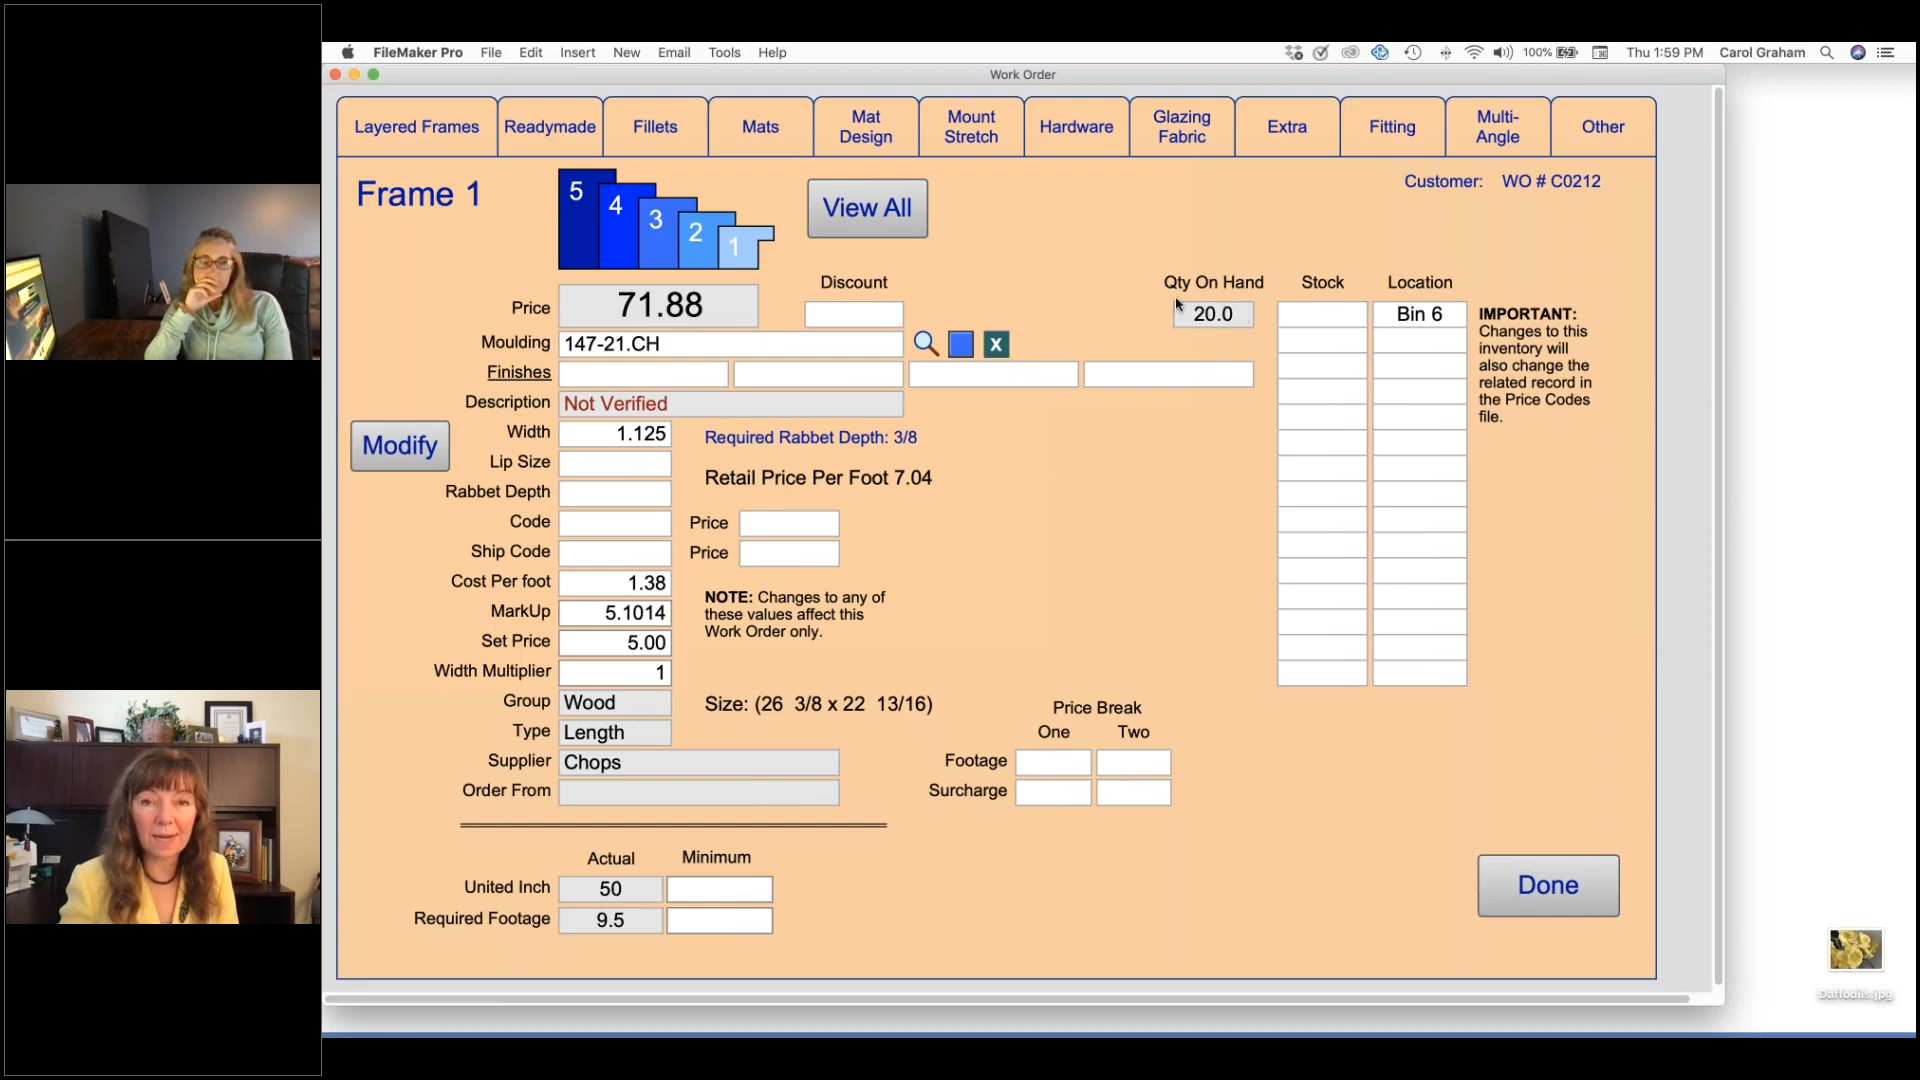 FileMaker Pro File Edit Insert New Email Tools Help 100% Thu 1:59 PM Carol Graham
Work Order
Layered Frames Readymade Fillets Mats Mat Design Mount Stretch Hardware Glazing Fabric Extra Fitting Multi-Angle Other
Frame 1
5 4 3 2 1
View All
Customer: WO # C0212
Discount
Qty On Hand Stock Location
Price 71.88
20.0 Bin 6
Moulding 147-21.CH X
Finishes
Description Not Verified
IMPORTANT:
Changes to this
inventory will
also change the
related record in
the Price Codes
file.
Modify
Width 1.125 Required Rabbet Depth: 3/8
Lip Size
Retail Price Per Foot 7.04
Rabbet Depth
Code Price
Ship Code Price
Cost Per foot 1.38
MarkUp 5.1014
Set Price 5.00
NOTE: Changes to any of
these values affect this
Work Order only.
Width Multiplier 1
Group Wood Size: (26 3/8 x 22 13/16)
Type Length
Supplier Chops
Order From
Price Break
One Two
Footage
Surcharge
Actual Minimum
United Inch 50
Required Footage 9.5
Done
Daffodils.jpg